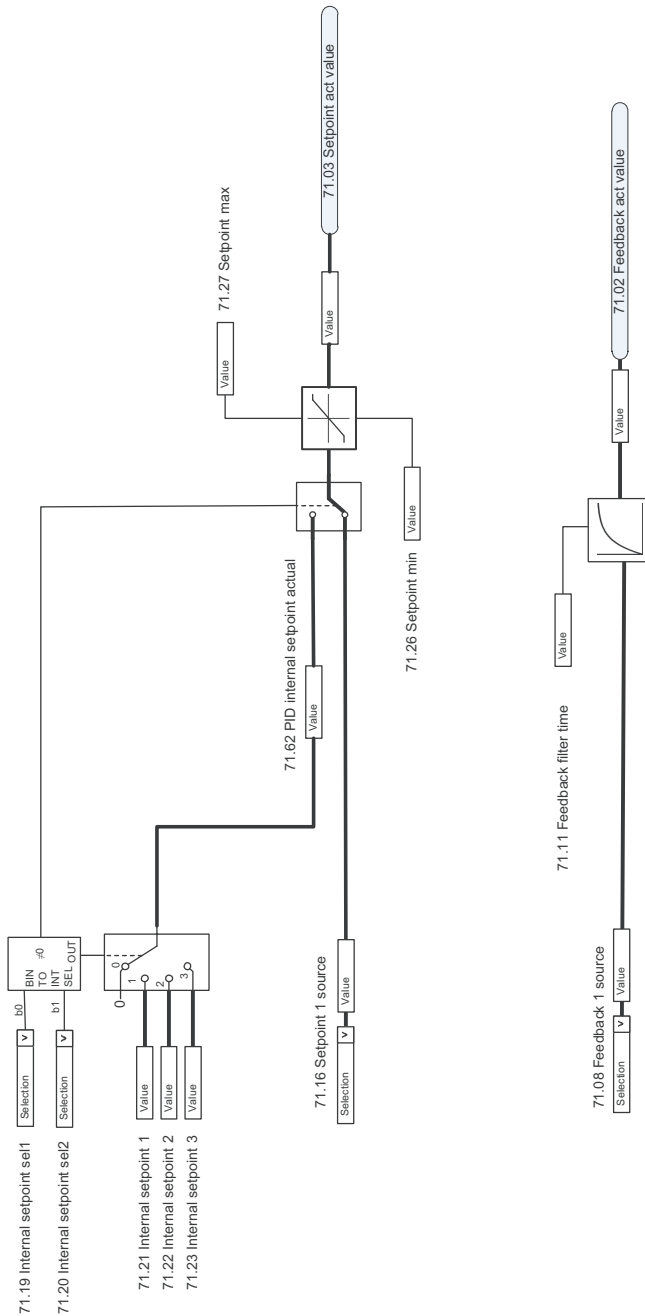 71.19 Internal setpoint sel1
Selection
b0
71.20 Internal setpoint sel2
Selection
b1
BIN
TO
INT
SEL
≠0
OUT
0
0
1
2
3
71.21 Internal setpoint 1
Value
71.22 Internal setpoint 2
Value
71.23 Internal setpoint 3
Value
71.62 PID internal setpoint actual
Value
71.16 Setpoint 1 source
Selection
Value
71.27 Setpoint max
Value
71.26 Setpoint min
Value
Value
71.03 Setpoint act value
71.11 Feedback filter time
Value
71.08 Feedback 1 source
Selection
Value
Value
71.02 Feedback act value